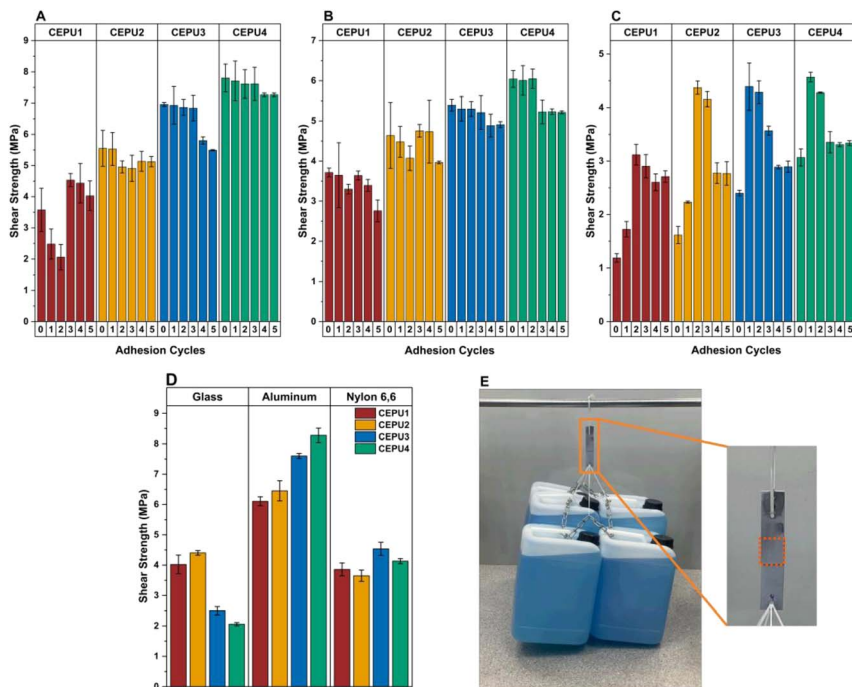 A
CEPU1 CEPU2 CEPU3 CEPU4
Shear Strength (MPa)
9
8
7
6
5
4
3
2
1
0
0 1 2 3 4 5 0 1 2 3 4 5 0 1 2 3 4 5 0 1 2 3 4 5
Adhesion Cycles
B
CEPU1 CEPU2 CEPU3 CEPU4
Shear Strength (MPa)
7
6
5
4
3
2
1
0
0 1 2 3 4 5 0 1 2 3 4 5 0 1 2 3 4 5 0 1 2 3 4 5
Adhesion Cycles
C
CEPU1 CEPU2 CEPU3 CEPU4
Shear Strength (MPa)
5
4
3
2
1
0
0 1 2 3 4 5 0 1 2 3 4 5 0 1 2 3 4 5 0 1 2 3 4 5
Adhesion Cycles
D
Glass Aluminum Nylon 6,6
CEPU1
CEPU2
CEPU3
CEPU4
Shear Strength (MPa)
9
8
7
6
5
4
3
2
1
0
E